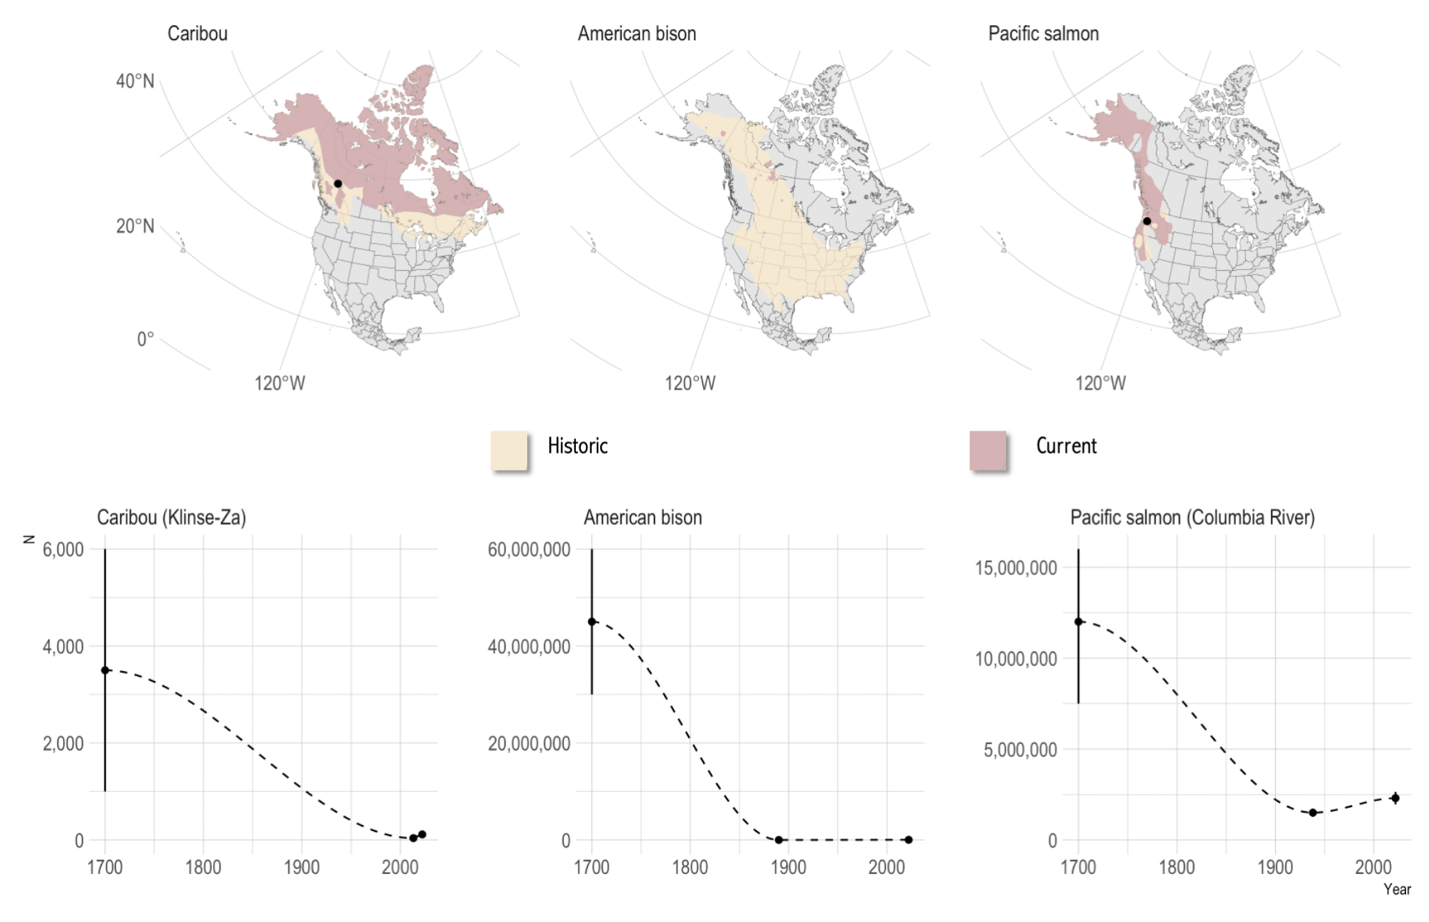 Caribou
American bison
Pacific salmon
40°N
20°N
0°
120°W
120°W
120°W
Historic
Current
Caribou (Klinse-Za)
American bison
Pacific salmon (Columbia River)
N
6,000
4,000
2,000
0
1700
1800
1900
2000
60,000,000
40,000,000
20,000,000
0
1700
1800
1900
2000
15,000,000
10,000,000
5,000,000
0
1700
1800
1900
2000
Year